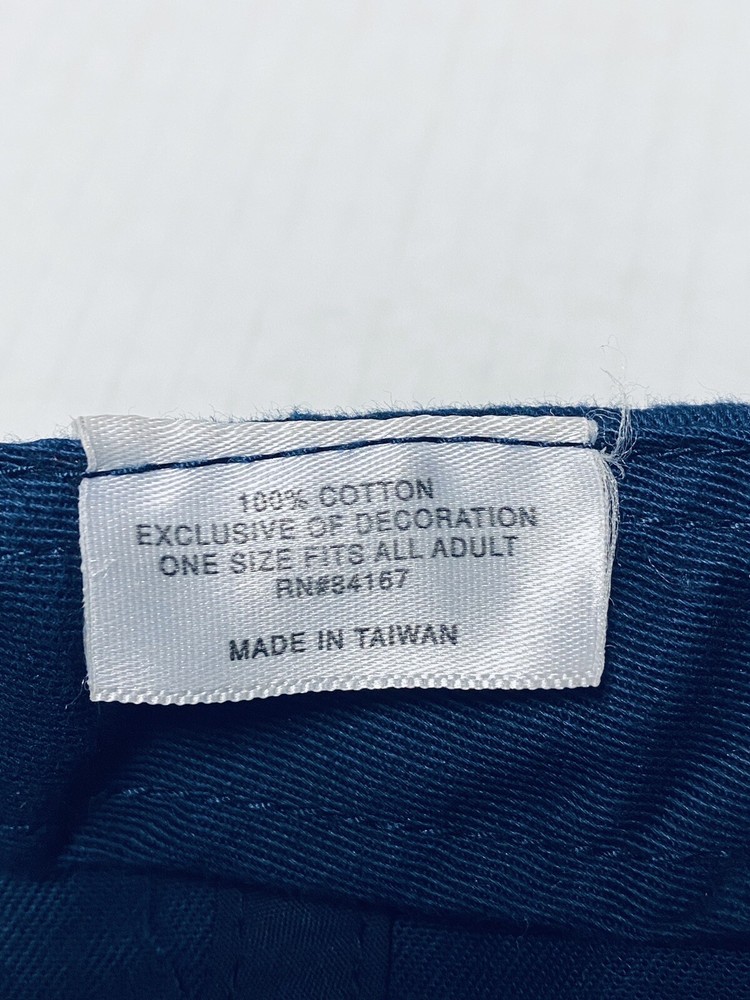 100% COTTON
EXCLUSIVE OF DECORATION
ONE SIZE FITS ALL ADULT
RN#84167
MADE IN TAIWAN